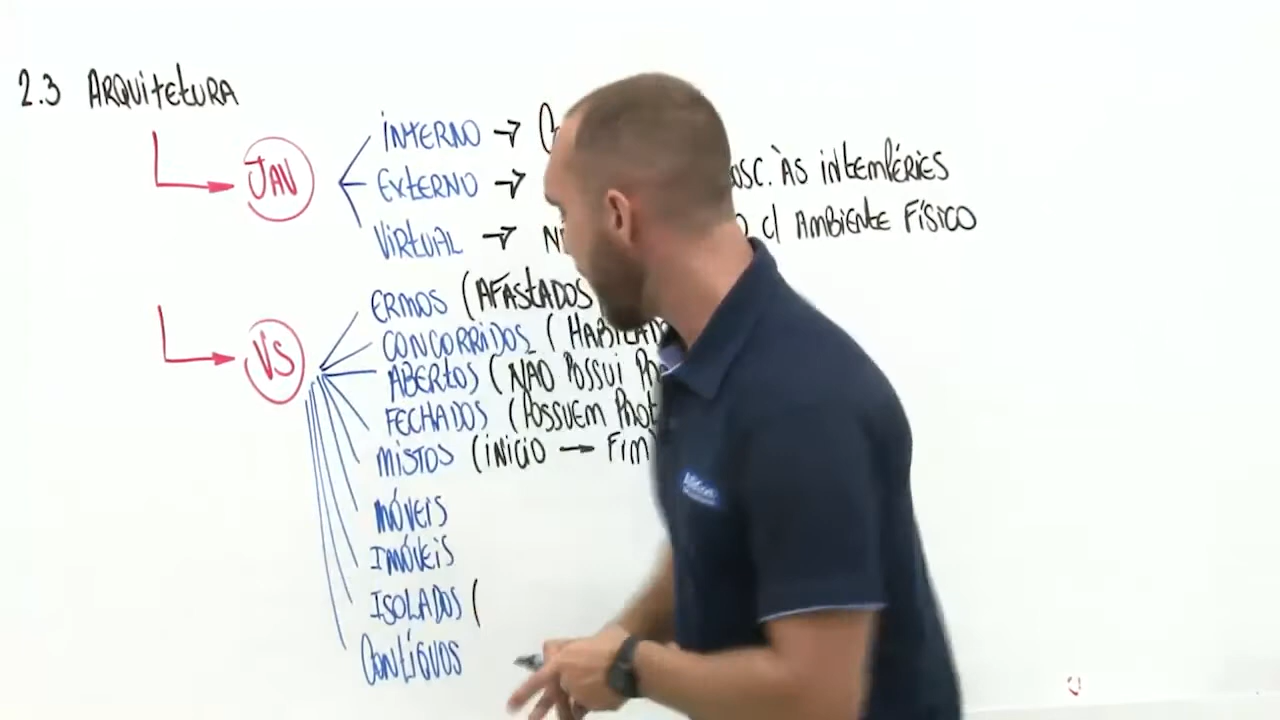 2.3 ARQUITETURA
JAV
INTERNO →
EXTERNO → OSC. ÀS INTEMPÉRIES
VIRTUAL → C/ AMBIENTE FÍSICO
VS
ERMOS (AFASTADOS
CONCORRIDOS (
ABERTOS (NÃO POSSUI
FECHADOS (POSSUEM
MISTOS (INICIO → FIM
MÓVEIS
IMÓVEIS
ISOLADOS (
CONTÍGUOS